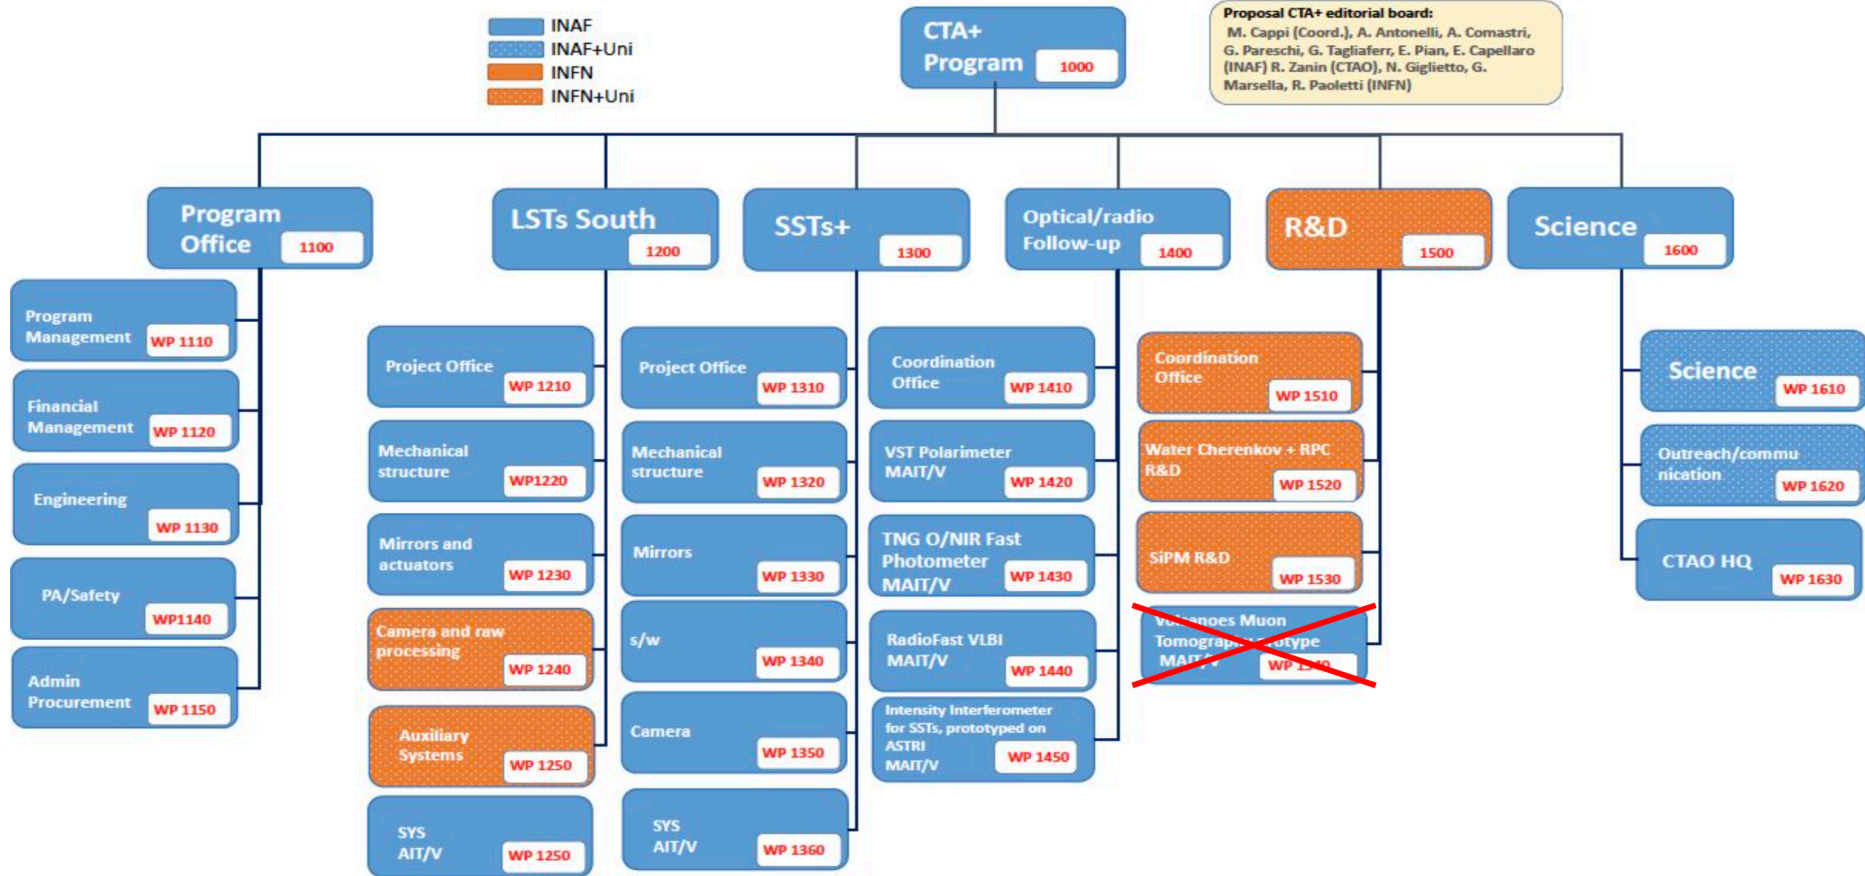 INAF
INAF+Uni
INFN
INFN+Uni
CTA+
Program
1000
Proposal CTA+ editorial board:
M. Cappi (Coord.), A. Antonelli, A. Comastri,
G. Pareschi, G. Tagliaferr, E. Pian, E. Capellaro
(INAF) R. Zanin (CTAO), N. Giglietto, G.
Marsella, R. Paoletti (INFN)
Program
Office
1100
LSTs South
1200
SSTs+
1300
Optical/radio
Follow-up
1400
R&D
1500
Science
1600
Program
Management
WP 1110
Financial
Management
WP 1120
Engineering
WP 1130
PA/Safety
WP1140
Admin
Procurement
WP 1150
Project Office
WP 1210
Mechanical
structure
WP1220
Mirrors and
actuators
WP 1230
Camera and raw
processing
WP 1240
Auxiliary
Systems
WP 1250
SYS
AIT/V
WP 1250
Project Office
WP 1310
Mechanical
structure
WP 1320
Mirrors
WP 1330
s/w
WP 1340
Camera
WP 1350
SYS
AIT/V
WP 1360
Coordination
Office
WP 1410
VST Polarimeter
MAIT/V
WP 1420
TNG O/NIR Fast
Photometer
MAIT/V
WP 1430
RadioFast VLBI
MAIT/V
WP 1440
Intensity Interferometer
for SSTs, prototyped on
ASTRI
MAIT/V
WP 1450
Coordination
Office
WP 1510
Water Cherenkov + RPC
R&D
WP 1520
SiPM R&D
WP 1530
Volcanoes Muon
Tomography
MAIT/V
WP 1540
Science
WP 1610
Outreach/commu
nication
WP 1620
CTAO HQ
WP 1630